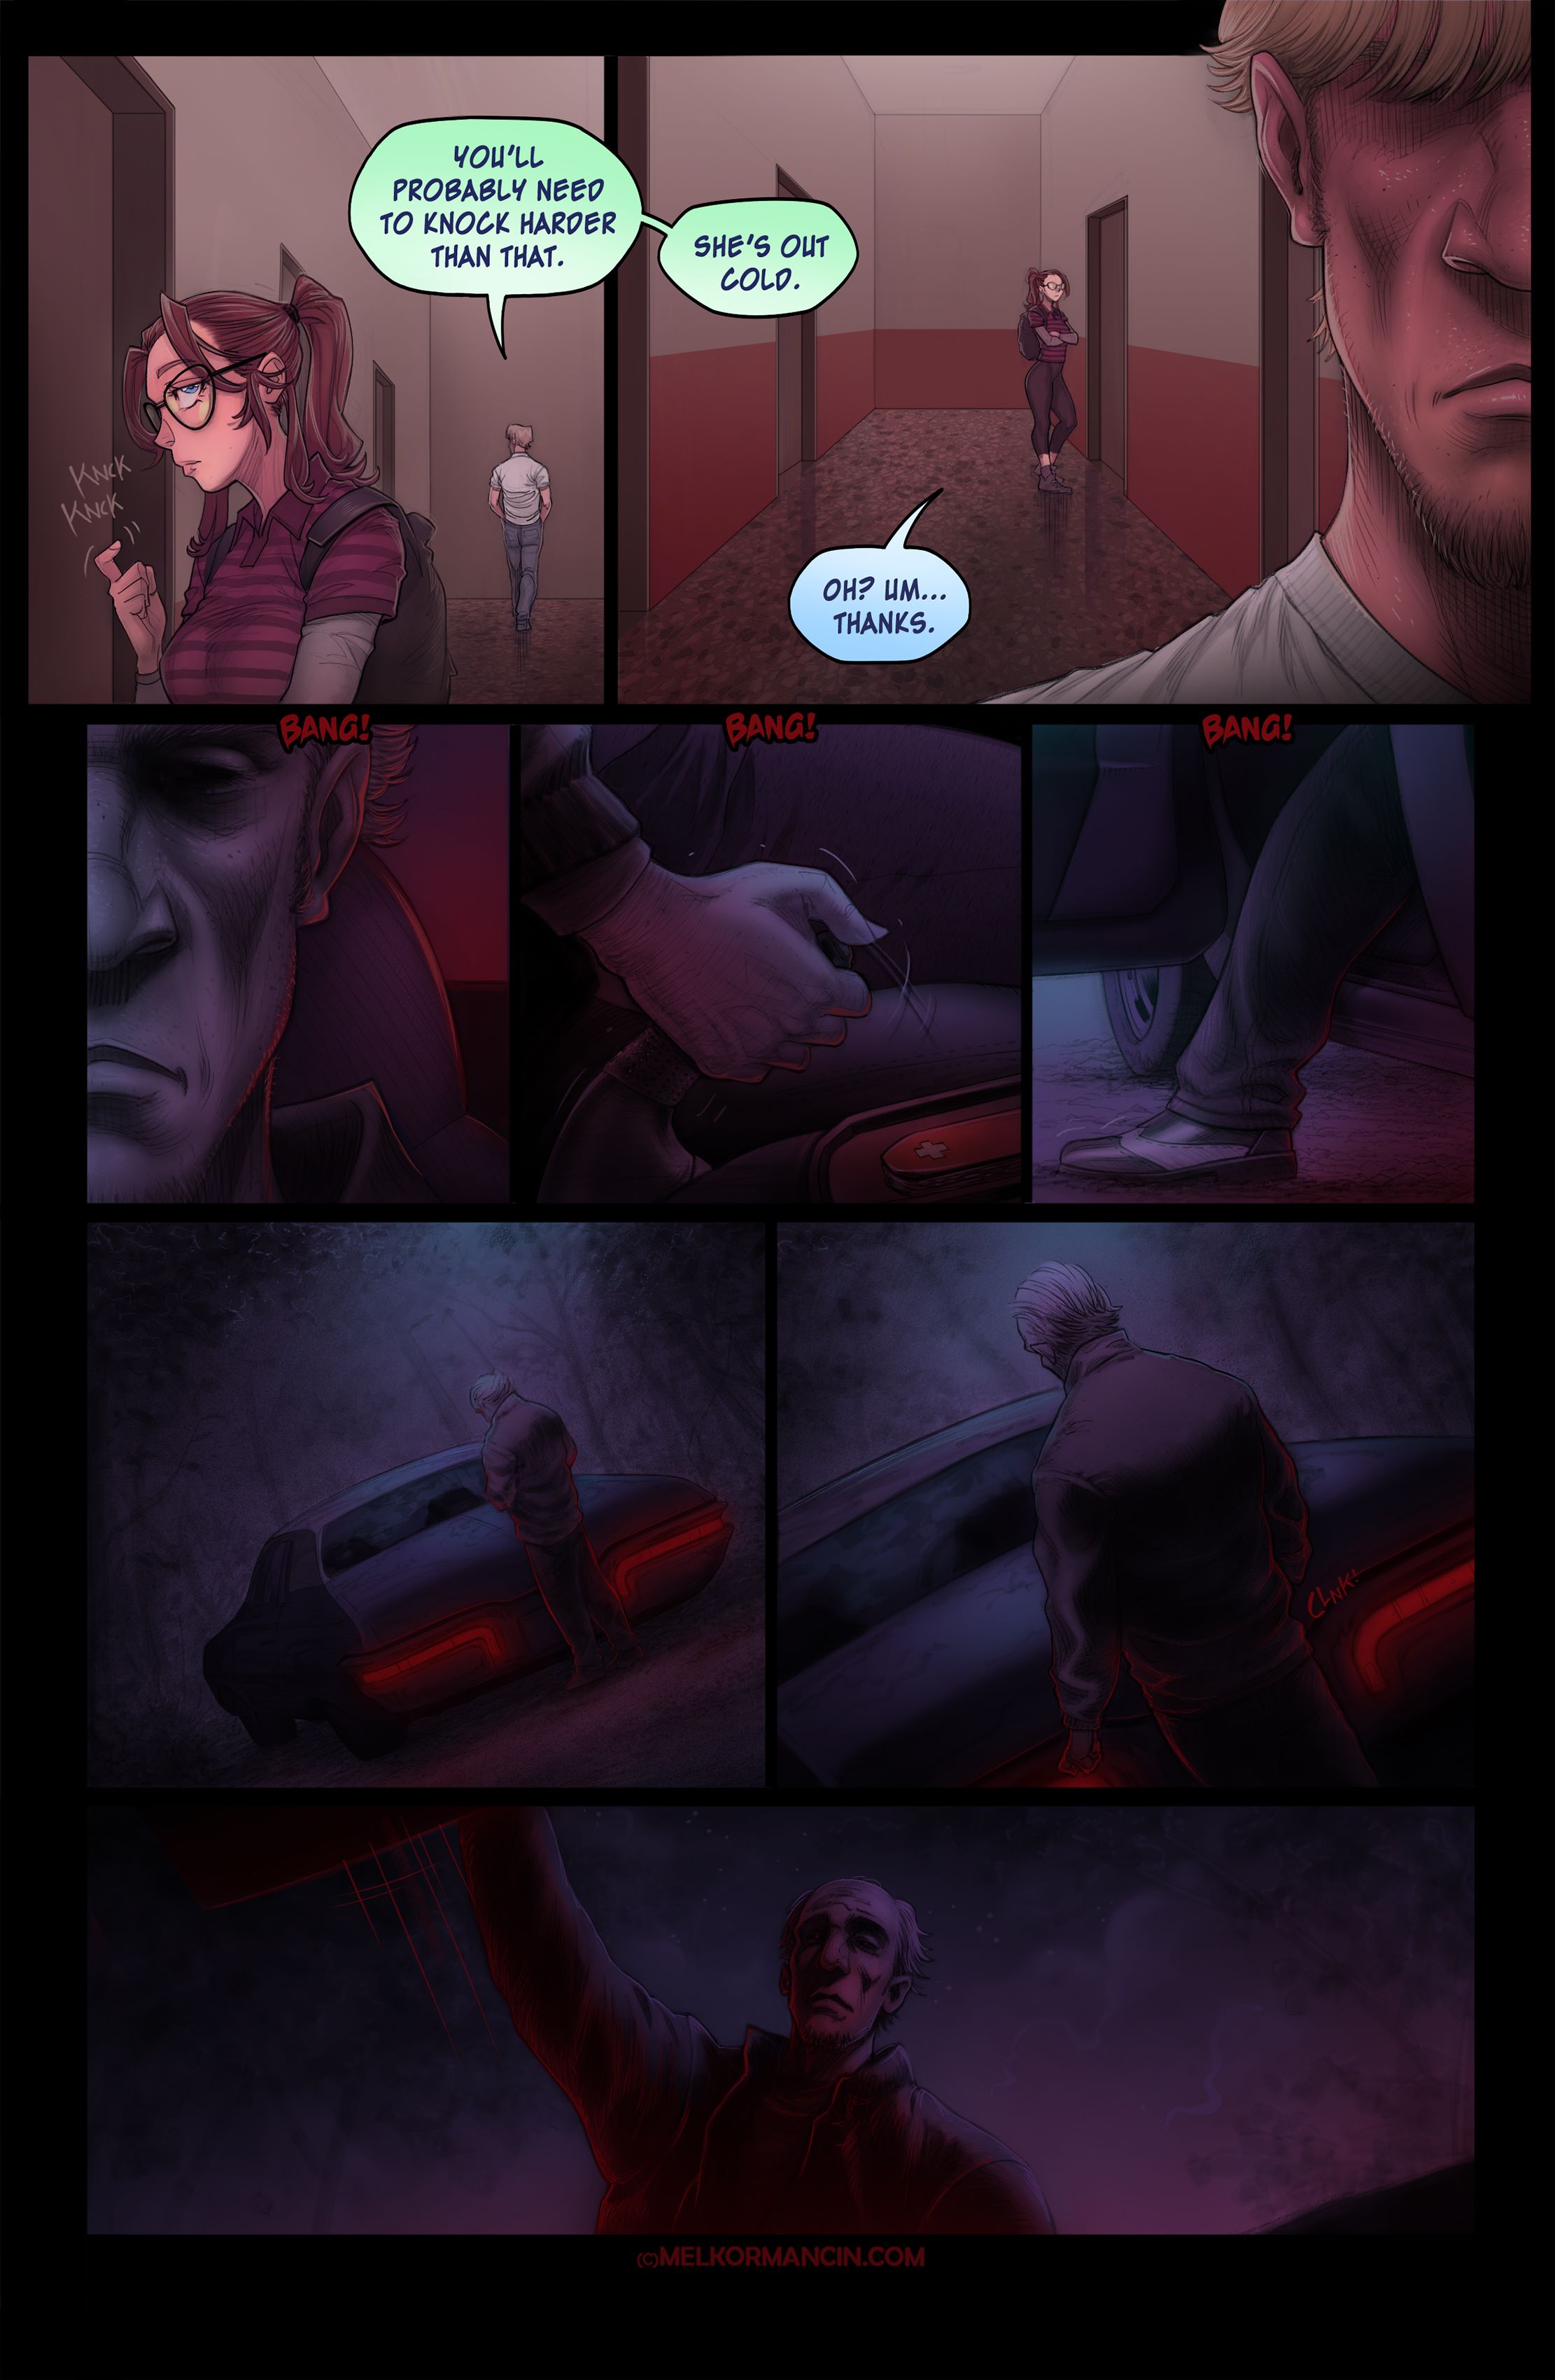 YOU'LL
PROBABLY NEED
TO KNOCK HARDER
THAN THAT.
SHE'S OUT
COLD.
KNCK
KNCK
OH? UM...
THANKS.
BANG!
BANG!
BANG!
CLNK!
(C)MELKORMANCIN.COM